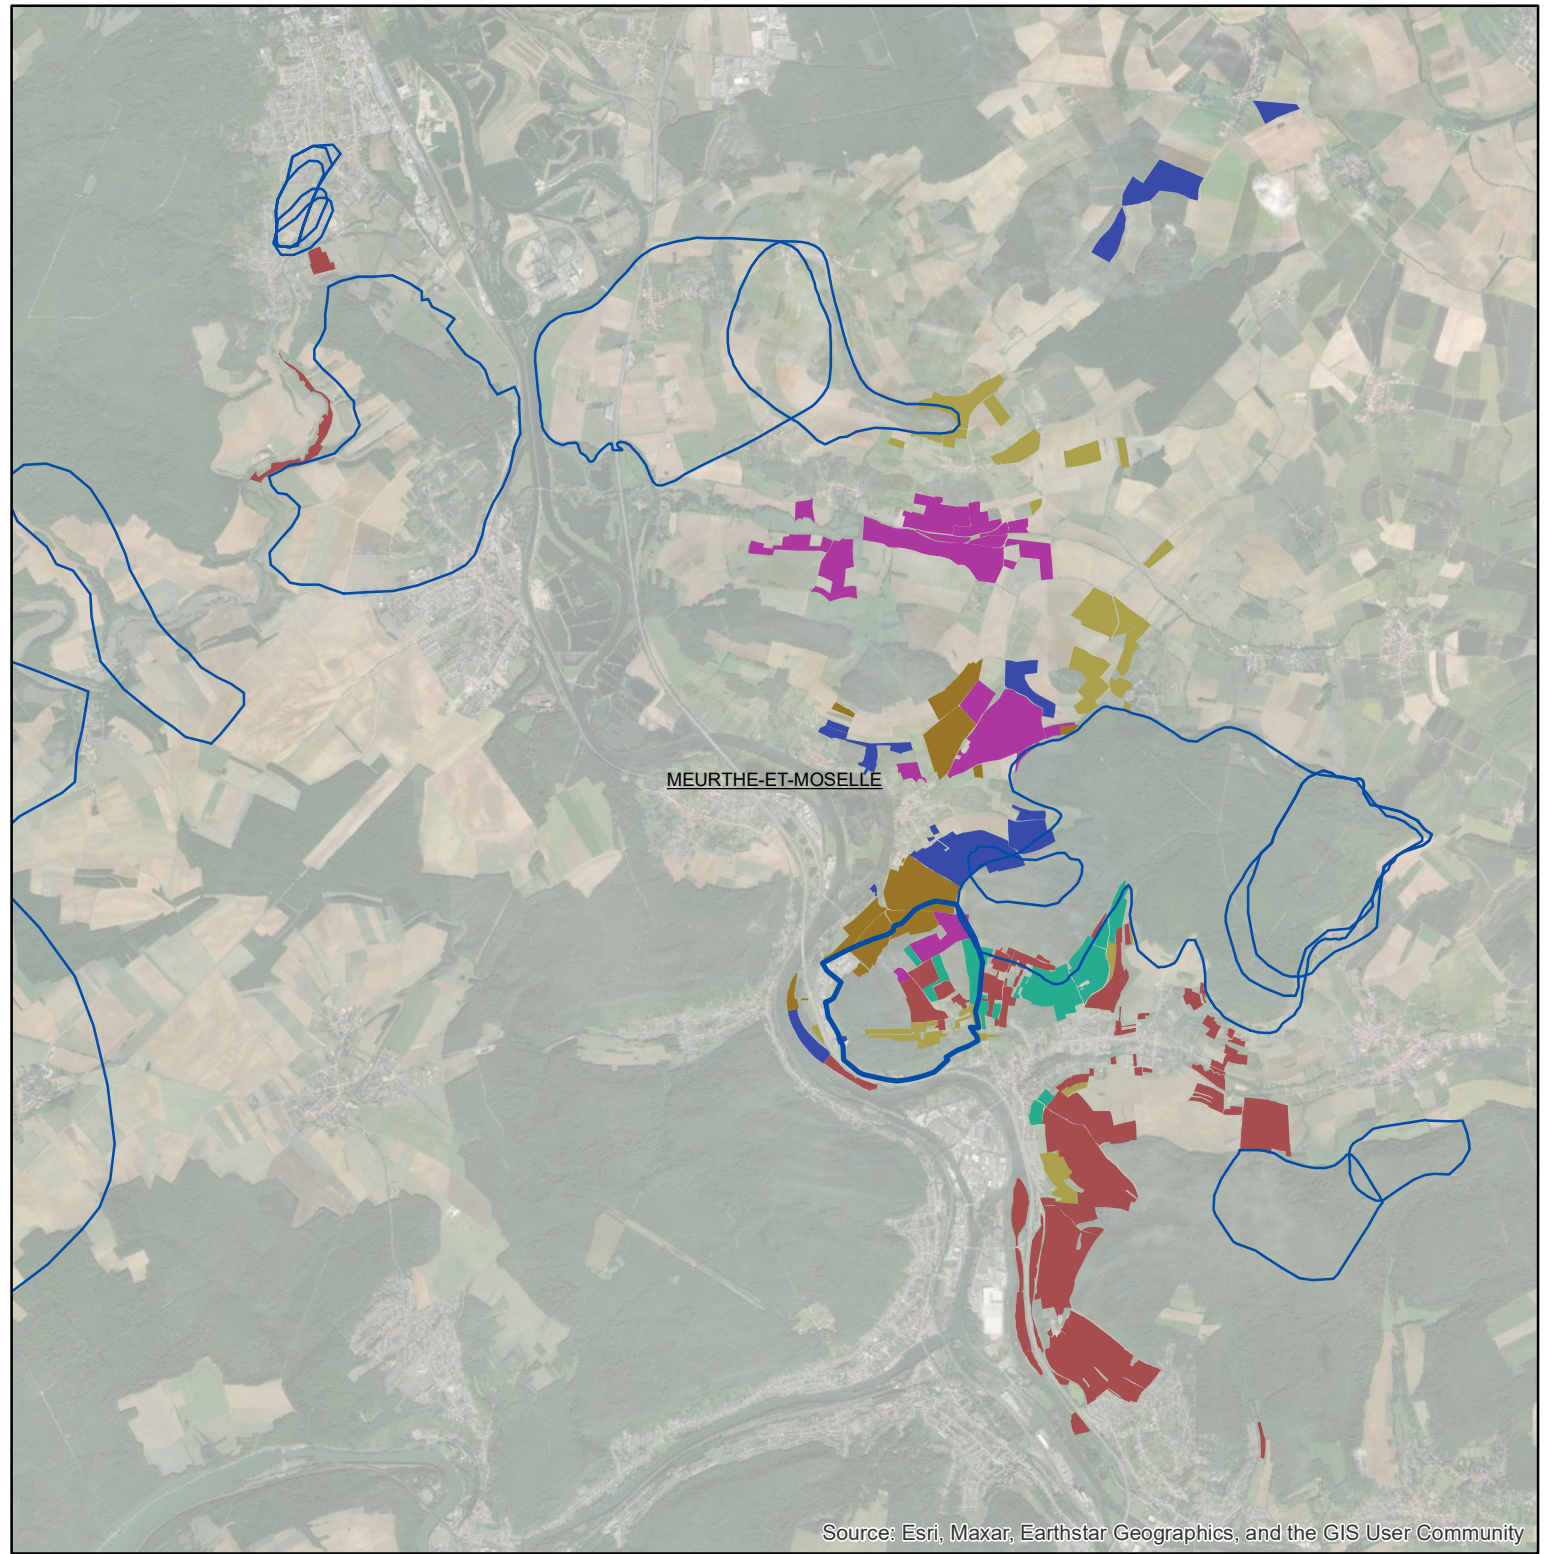 MEURTHE-ET-MOSELLE
Source: Esri, Maxar, Earthstar Geographics, and the GIS User Community